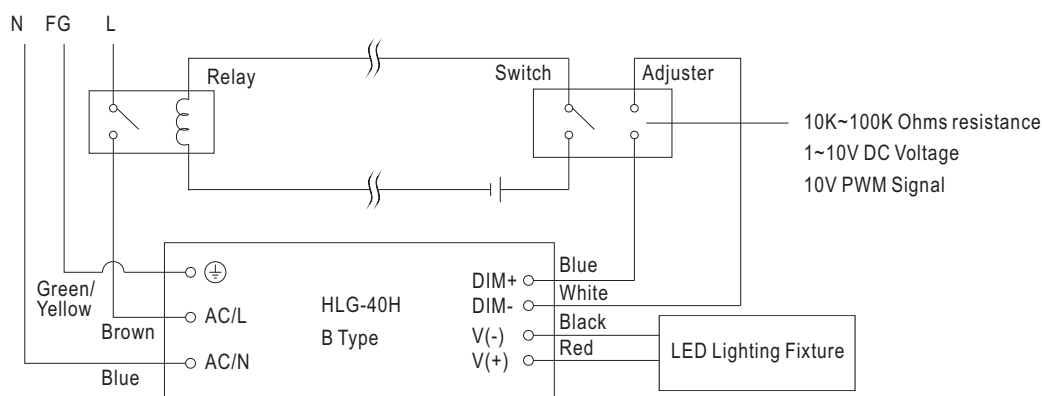 N FG L
Relay
Switch
Adjuster
10K~100K Ohms resistance
1~10V DC Voltage
10V PWM Signal
Green/
Yellow
Brown
Blue
AC/L
AC/N
HLG-40H
B Type
DIM+
DIM-
V(-)
V(+)
Blue
White
Black
Red
LED Lighting Fixture